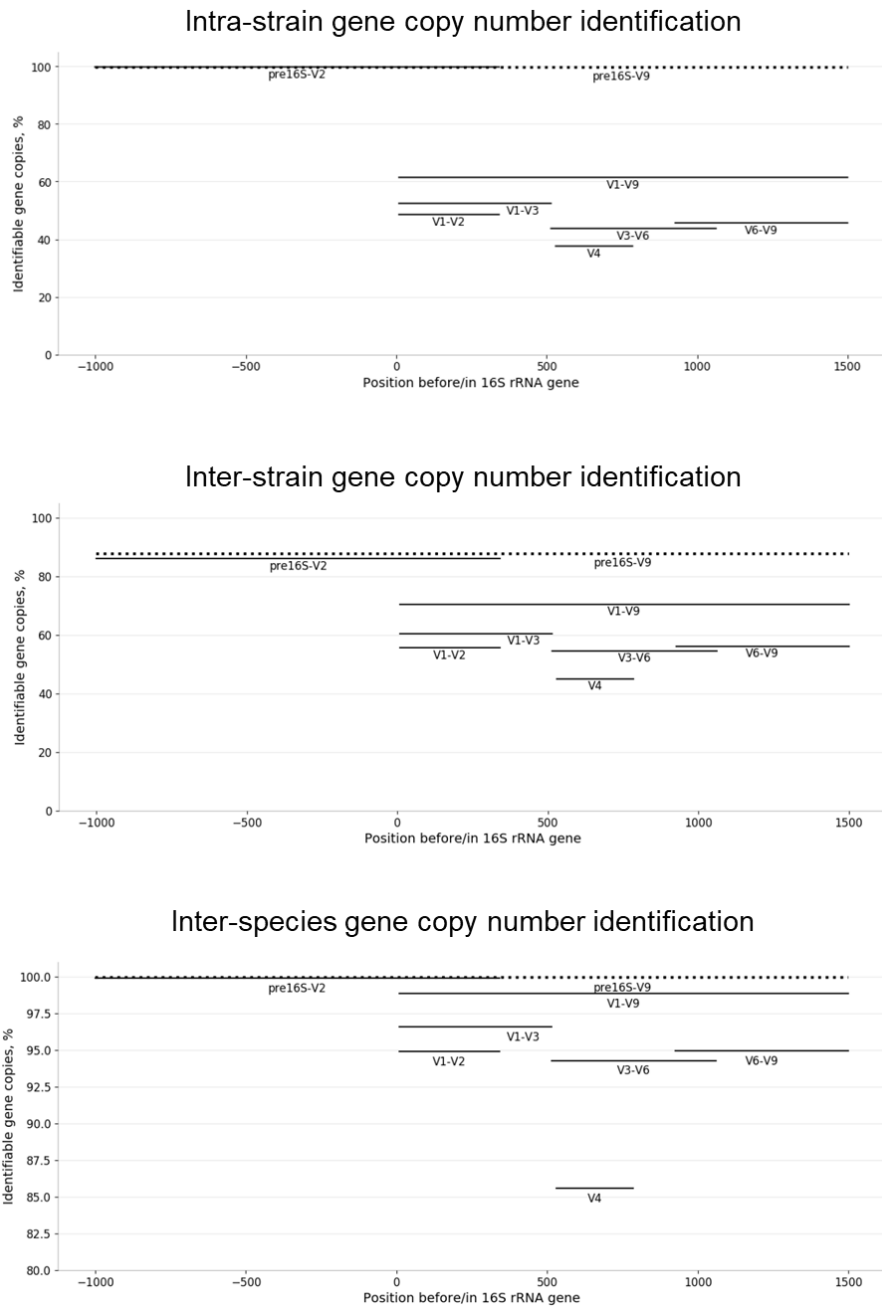 Intra-strain gene copy number identification
Identifiable gene copies, %
100
80
60
40
20
0
pre16S-V2
pre16S-V9
V1-V9
V1-V3
V1-V2
V3-V6
V6-V9
V4
−1000
−500
0
500
1000
1500
Position before/in 16S rRNA gene
Inter-strain gene copy number identification
Identifiable gene copies, %
100
80
60
40
20
0
pre16S-V2
pre16S-V9
V1-V9
V1-V3
V1-V2
V3-V6
V6-V9
V4
−1000
−500
0
500
1000
1500
Position before/in 16S rRNA gene
Inter-species gene copy number identification
Identifiable gene copies, %
100.0
97.5
95.0
92.5
90.0
87.5
85.0
82.5
80.0
pre16S-V2
pre16S-V9
V1-V9
V1-V3
V1-V2
V3-V6
V6-V9
V4
−1000
−500
0
500
1000
1500
Position before/in 16S rRNA gene